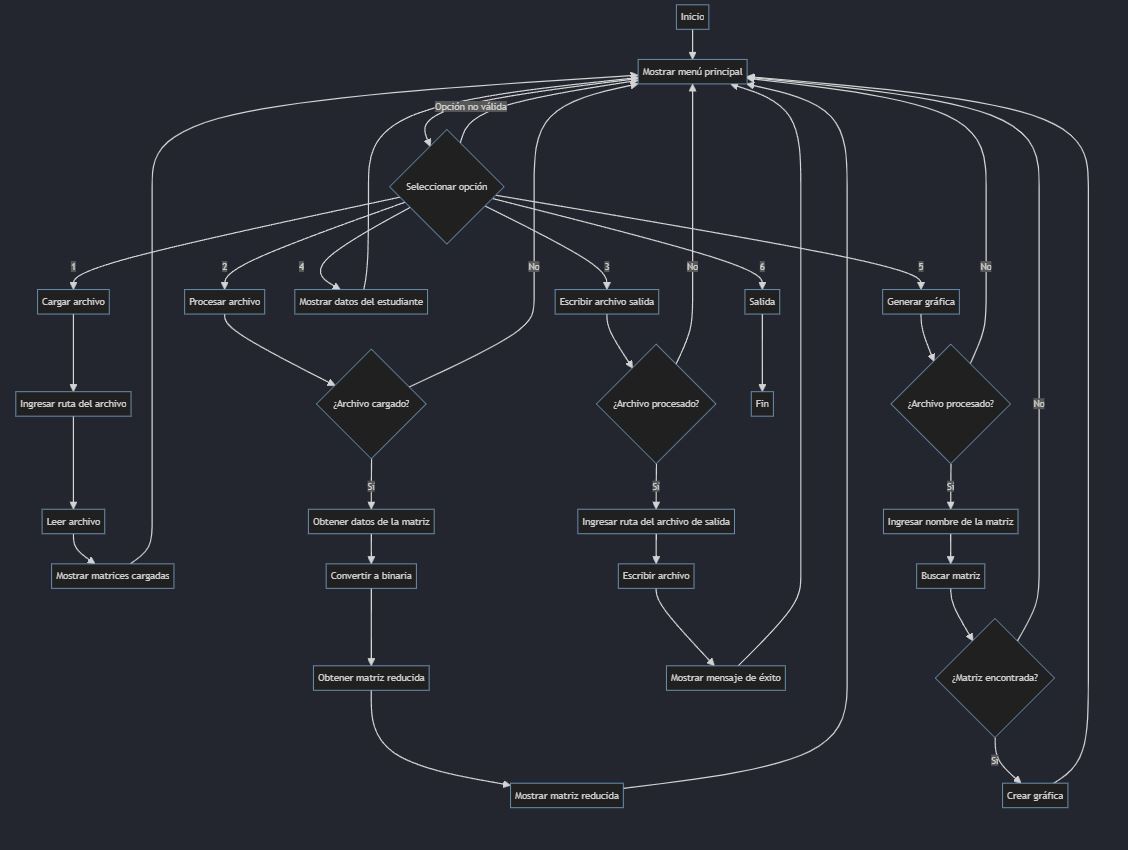 Inicio
Mostrar menú principal
Opción no válida
Seleccionar opción
1
2
4
No
3
No
6
5
No
Cargar archivo
Procesar archivo
Mostrar datos del estudiante
Escribir archivo salida
Salida
Generar gráfica
Ingresar ruta del archivo
¿Archivo cargado?
¿Archivo procesado?
Fin
¿Archivo procesado?
No
Sí
Sí
Sí
Leer archivo
Obtener datos de la matriz
Ingresar ruta del archivo de salida
Ingresar nombre de la matriz
Mostrar matrices cargadas
Convertir a binaria
Escribir archivo
Buscar matriz
Obtener matriz reducida
Mostrar mensaje de éxito
¿Matriz encontrada?
Sí
Mostrar matriz reducida
Crear gráfica